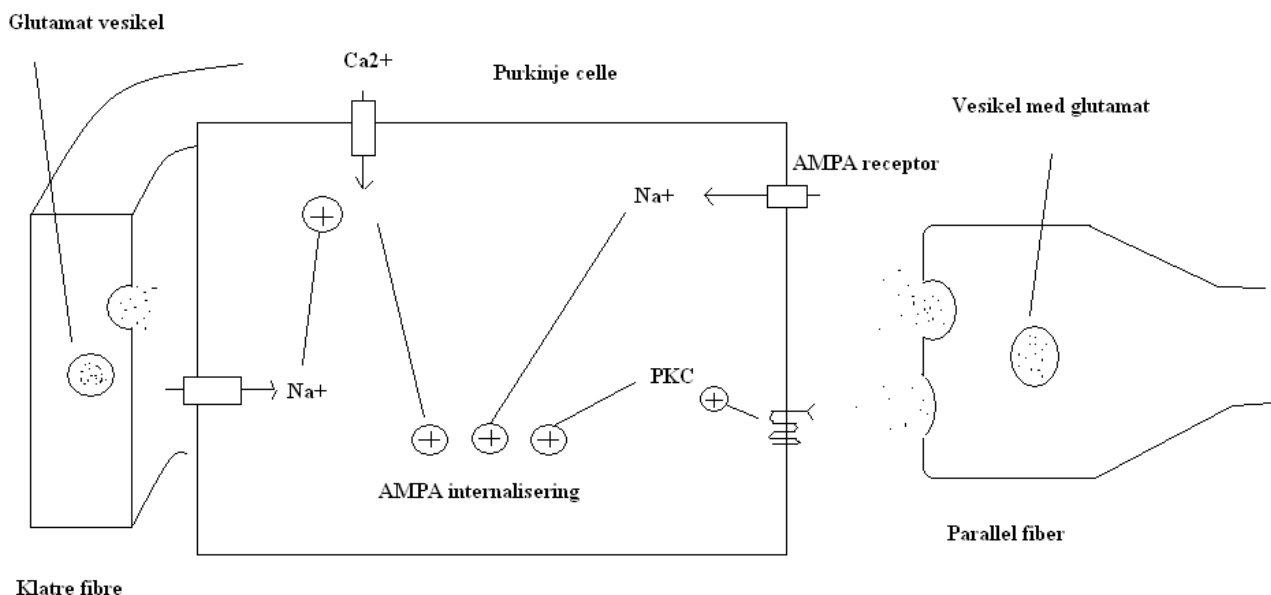 Glutamat vesikel
Ca2+
Purkinje celle
Vesikel med glutamat
AMPA receptor
Na+
+
Na+
PKC
+
+ + +
AMPA internalisering
Parallel fiber
Klatre fibre